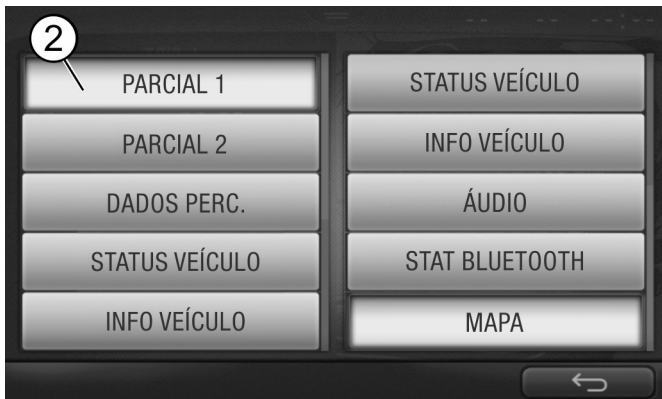 2
PARCIAL 1
PARCIAL 2
DADOS PERC.
STATUS VEÍCULO
INFO VEÍCULO
STATUS VEÍCULO
INFO VEÍCULO
ÁUDIO
STAT BLUETOOTH
MAPA